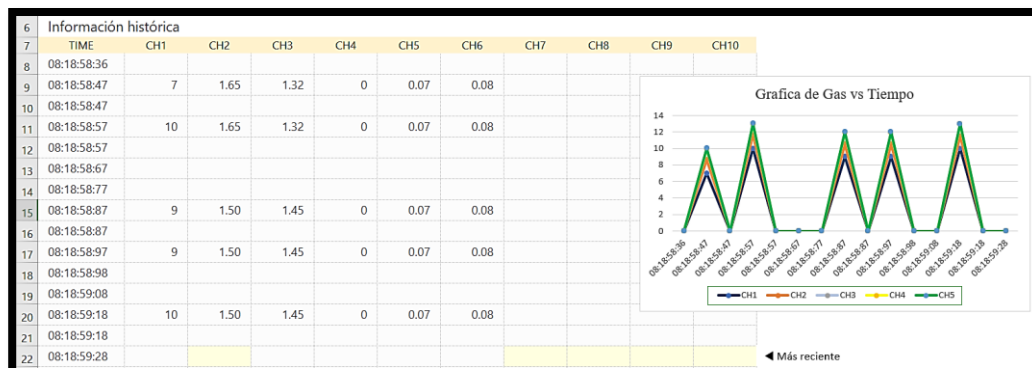 6 Información histórica
7 TIME CH1 CH2 CH3 CH4 CH5 CH6 CH7 CH8 CH9 CH10
8 08:18:58:36
9 08:18:58:47 7 1.65 1.32 0 0.07 0.08
10 08:18:58:47
11 08:18:58:57 10 1.65 1.32 0 0.07 0.08
12 08:18:58:57
13 08:18:58:67
14 08:18:58:77
15 08:18:58:87 9 1.50 1.45 0 0.07 0.08
16 08:18:58:87
17 08:18:58:97 9 1.50 1.45 0 0.07 0.08
18 08:18:58:98
19 08:18:59:08
20 08:18:59:18 10 1.50 1.45 0 0.07 0.08
21 08:18:59:18
22 08:18:59:28
Grafica de Gas vs Tiempo
14
12
10
8
6
4
2
0
08:18:58:36 08:18:58:47 08:18:58:47 08:18:58:57 08:18:58:57 08:18:58:67 08:18:58:77 08:18:58:87 08:18:58:87 08:18:58:97 08:18:58:98 08:18:59:08 08:18:59:18 08:18:59:18 08:18:59:28
CH1 CH2 CH3 CH4 CH5
◄ Más reciente